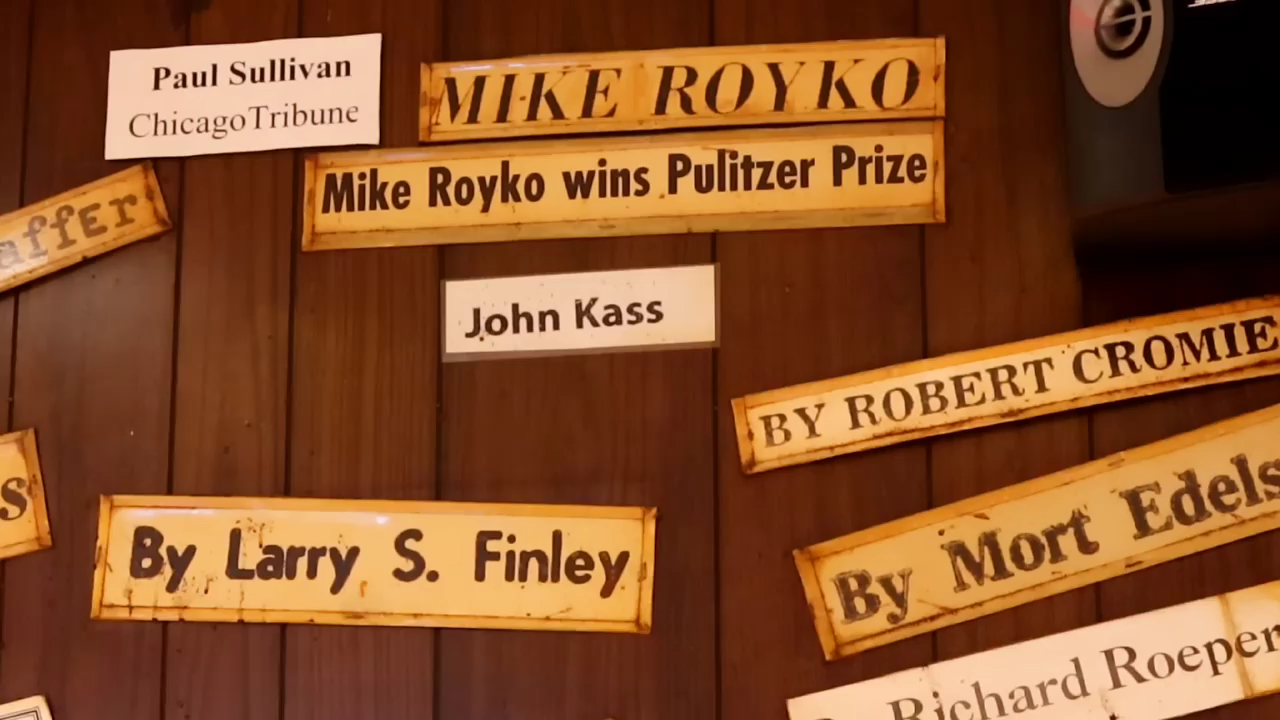 Paul Sullivan
ChicagoTribune
MIKE ROYKO
Mike Royko wins Pulitzer Prize
affer
John Kass
BY ROBERT CROMIE
s
By Larry S. Finley
By Mort Edels
Richard Roeper